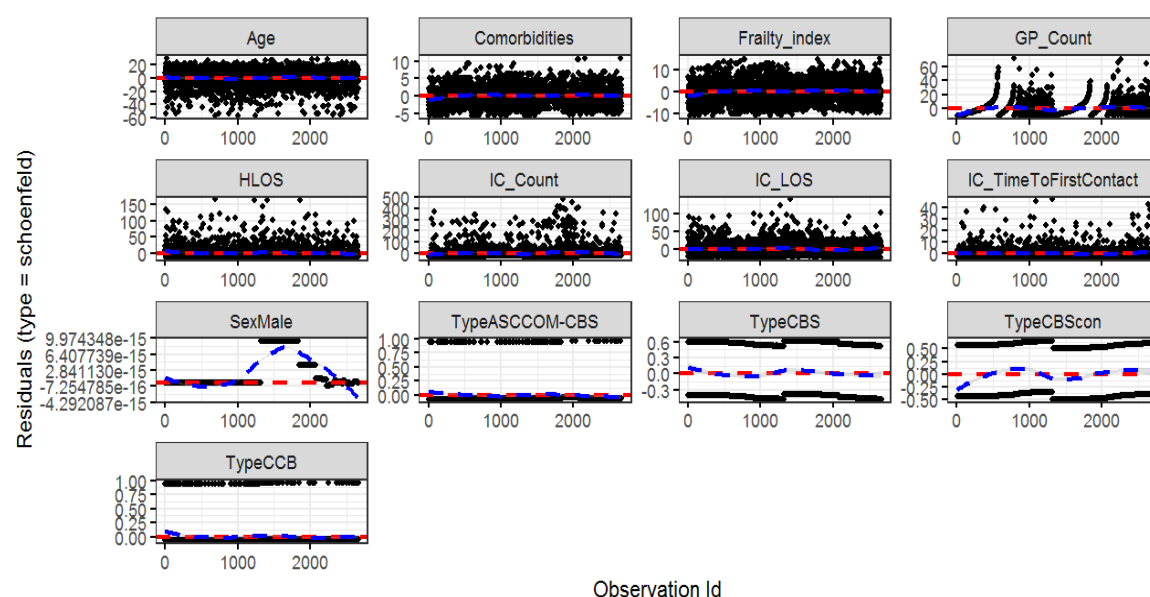 Age
Comorbidities
Frailty_index
GP_Count
20
0
-20
-40
-60
10
5
0
-5
10
0
-10
60
40
20
0
0 1000 2000
0 1000 2000
0 1000 2000
0 1000 2000
HLOS
IC_Count
IC_LOS
IC_TimeToFirstContact
150
100
50
0
500
400
300
200
100
0
100
50
0
40
30
20
10
0
0 1000 2000
0 1000 2000
0 1000 2000
0 1000 2000
SexMale
TypeASCCOM-CBS
TypeCBS
TypeCBScon
9.974348e-15
6.407739e-15
2.841130e-15
-7.254785e-16
-4.292087e-15
1.00
0.75
0.50
0.25
0.00
0.6
0.3
0.0
-0.3
0.50
0.25
0.00
-0.25
-0.50
0 1000 2000
0 1000 2000
0 1000 2000
0 1000 2000
TypeCCB
1.00
0.75
0.50
0.25
0.00
0 1000 2000
Residuals (type = schoenfeld)
Observation Id